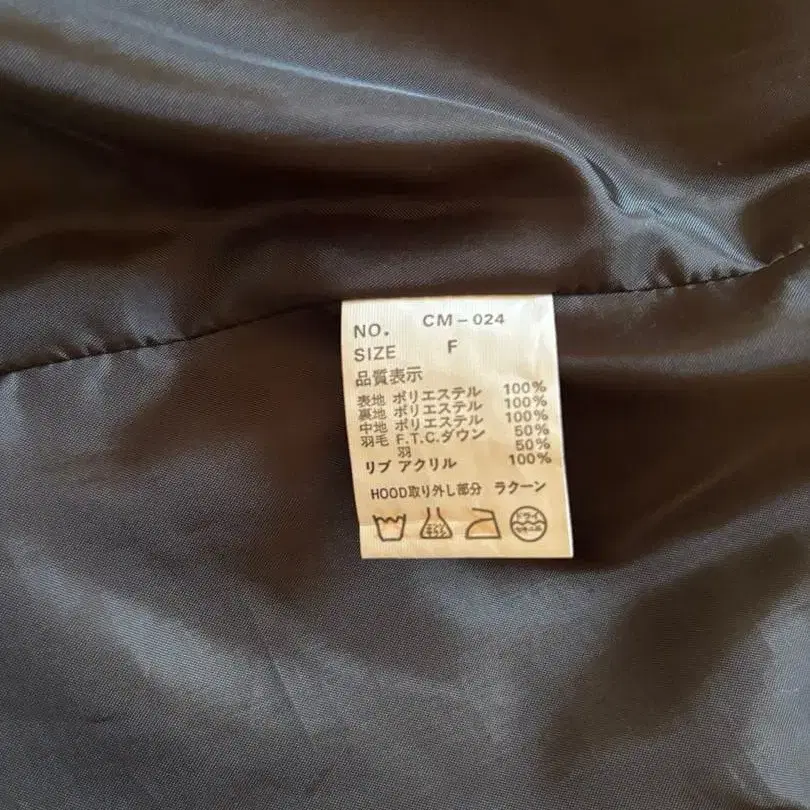 NO. CM-024
SIZE F
品質表示
表地 ポリエステル 100%
裏地 ポリエステル 100%
中地 ポリエステル 100%
羽毛 F.T.C.ダウン 50%
羽 50%
リブ アクリル 100%
HOOD取り外し部分 ラクーン
ドライ